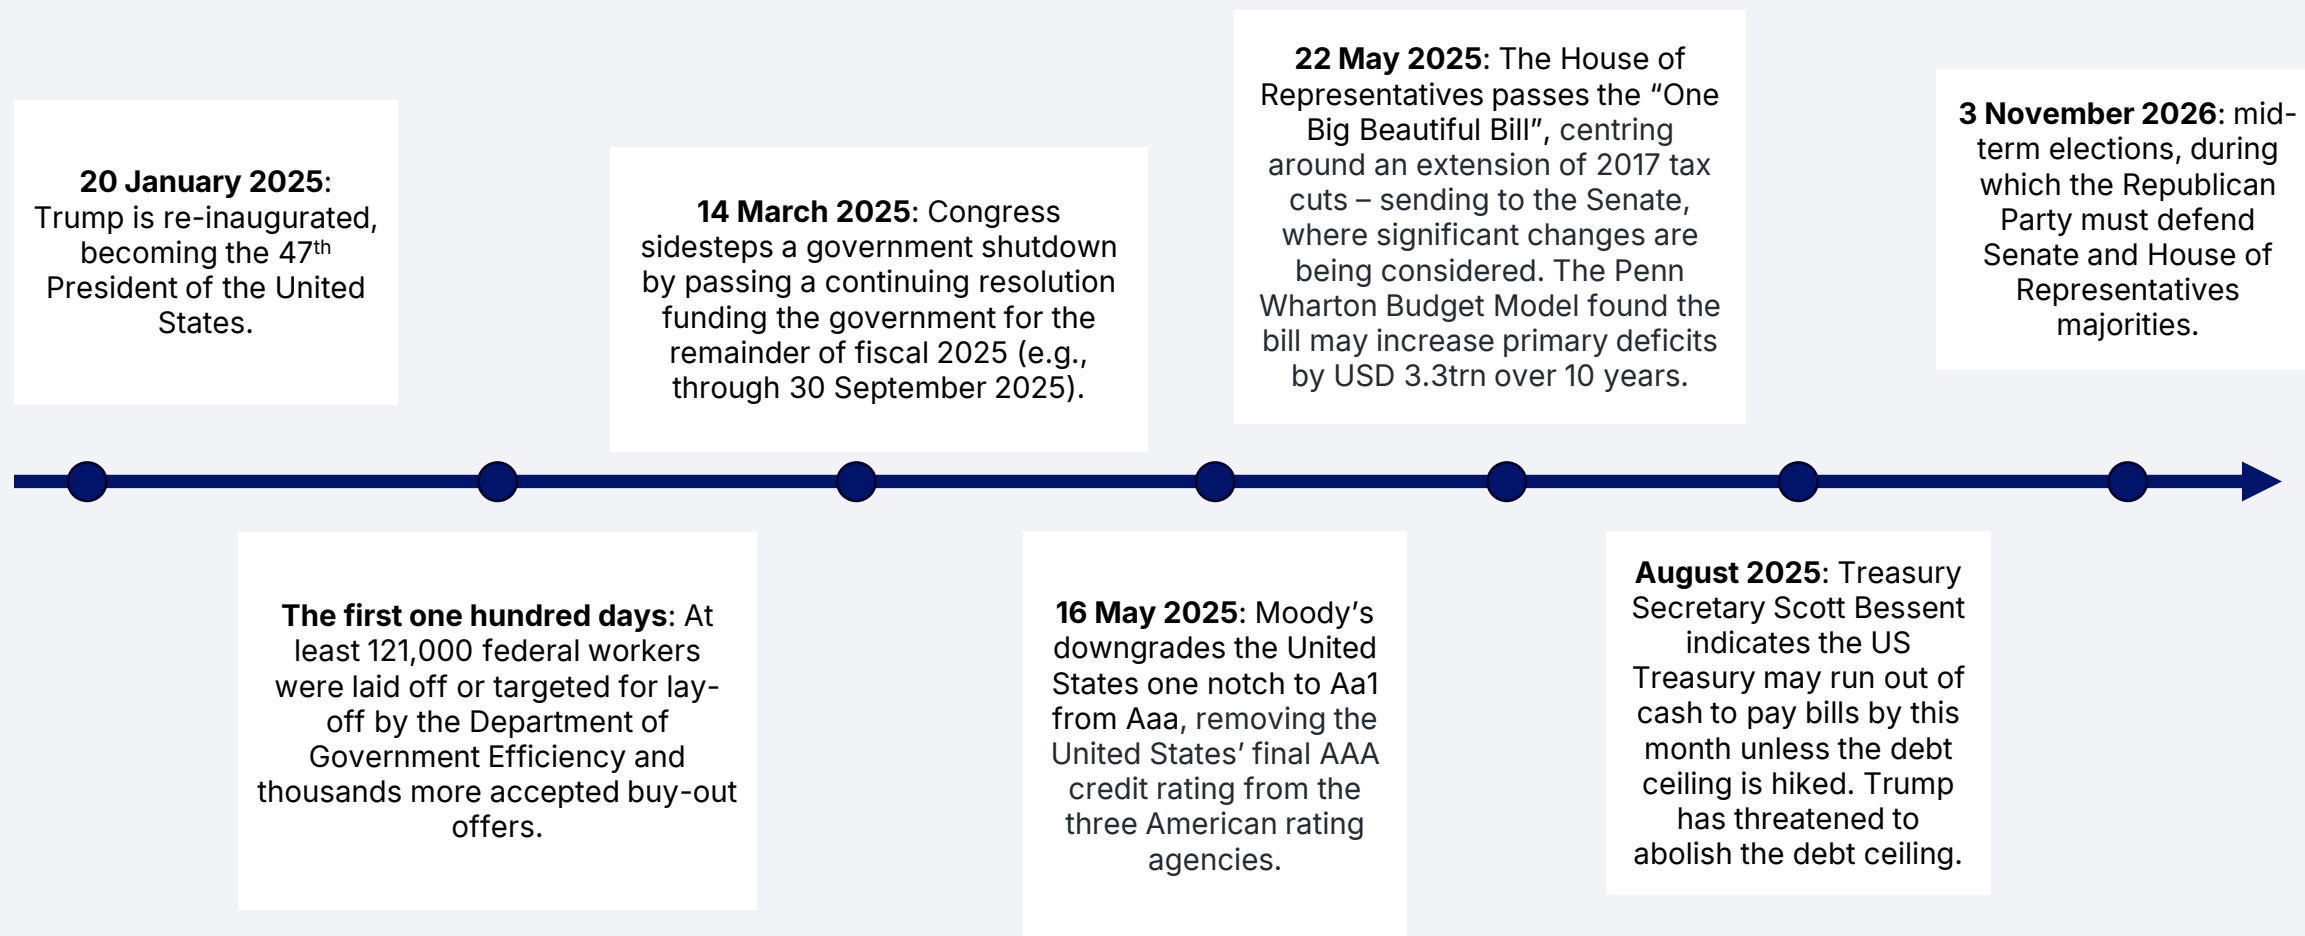 20 January 2025:
Trump is re-inaugurated,
becoming the 47th
President of the United
States.
The first one hundred days: At
least 121,000 federal workers
were laid off or targeted for lay-
off by the Department of
Government Efficiency and
thousands more accepted buy-out
offers.
14 March 2025: Congress
sidesteps a government shutdown
by passing a continuing resolution
funding the government for the
remainder of fiscal 2025 (e.g.,
through 30 September 2025).
16 May 2025: Moody’s
downgrades the United
States one notch to Aa1
from Aaa, removing the
United States’ final AAA
credit rating from the
three American rating
agencies.
22 May 2025: The House of
Representatives passes the “One
Big Beautiful Bill”, centring
around an extension of 2017 tax
cuts – sending to the Senate,
where significant changes are
being considered. The Penn
Wharton Budget Model found the
bill may increase primary deficits
by USD 3.3trn over 10 years.
August 2025: Treasury
Secretary Scott Bessent
indicates the US
Treasury may run out of
cash to pay bills by this
month unless the debt
ceiling is hiked. Trump
has threatened to
abolish the debt ceiling.
3 November 2026: mid-
term elections, during
which the Republican
Party must defend
Senate and House of
Representatives
majorities.